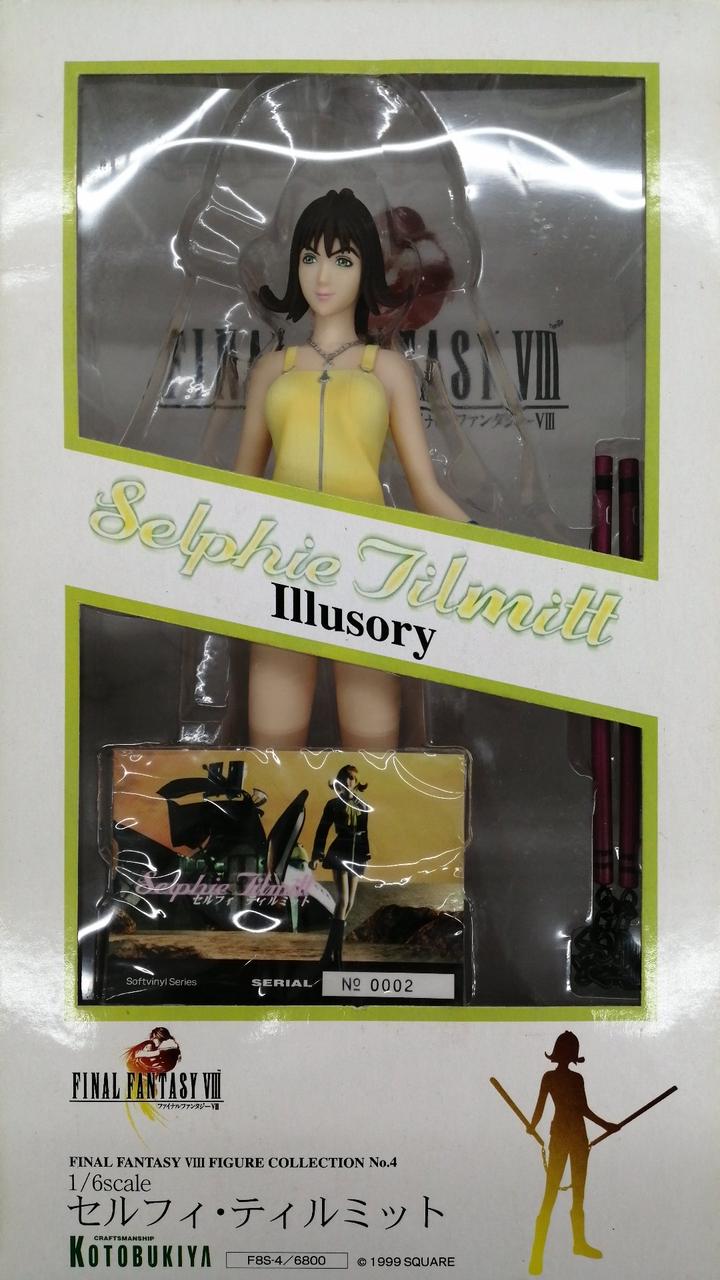 FINAL FANTASY VIII
ファイナルファンタジーVIII
Selphie Tilmitt
Illusory
Selphie Tilmitt
セルフィ・ティルミット
Softvinyl Series
SERIAL
Nº 0002
FINAL FANTASY VIII
ファイナルファンタジーVIII
FINAL FANTASY VIII FIGURE COLLECTION No.4
1/6scale
セルフィ・ティルミット
CRAFTSMANSHIP
KOTOBUKIYA
F8S-4/6800
©1999 SQUARE